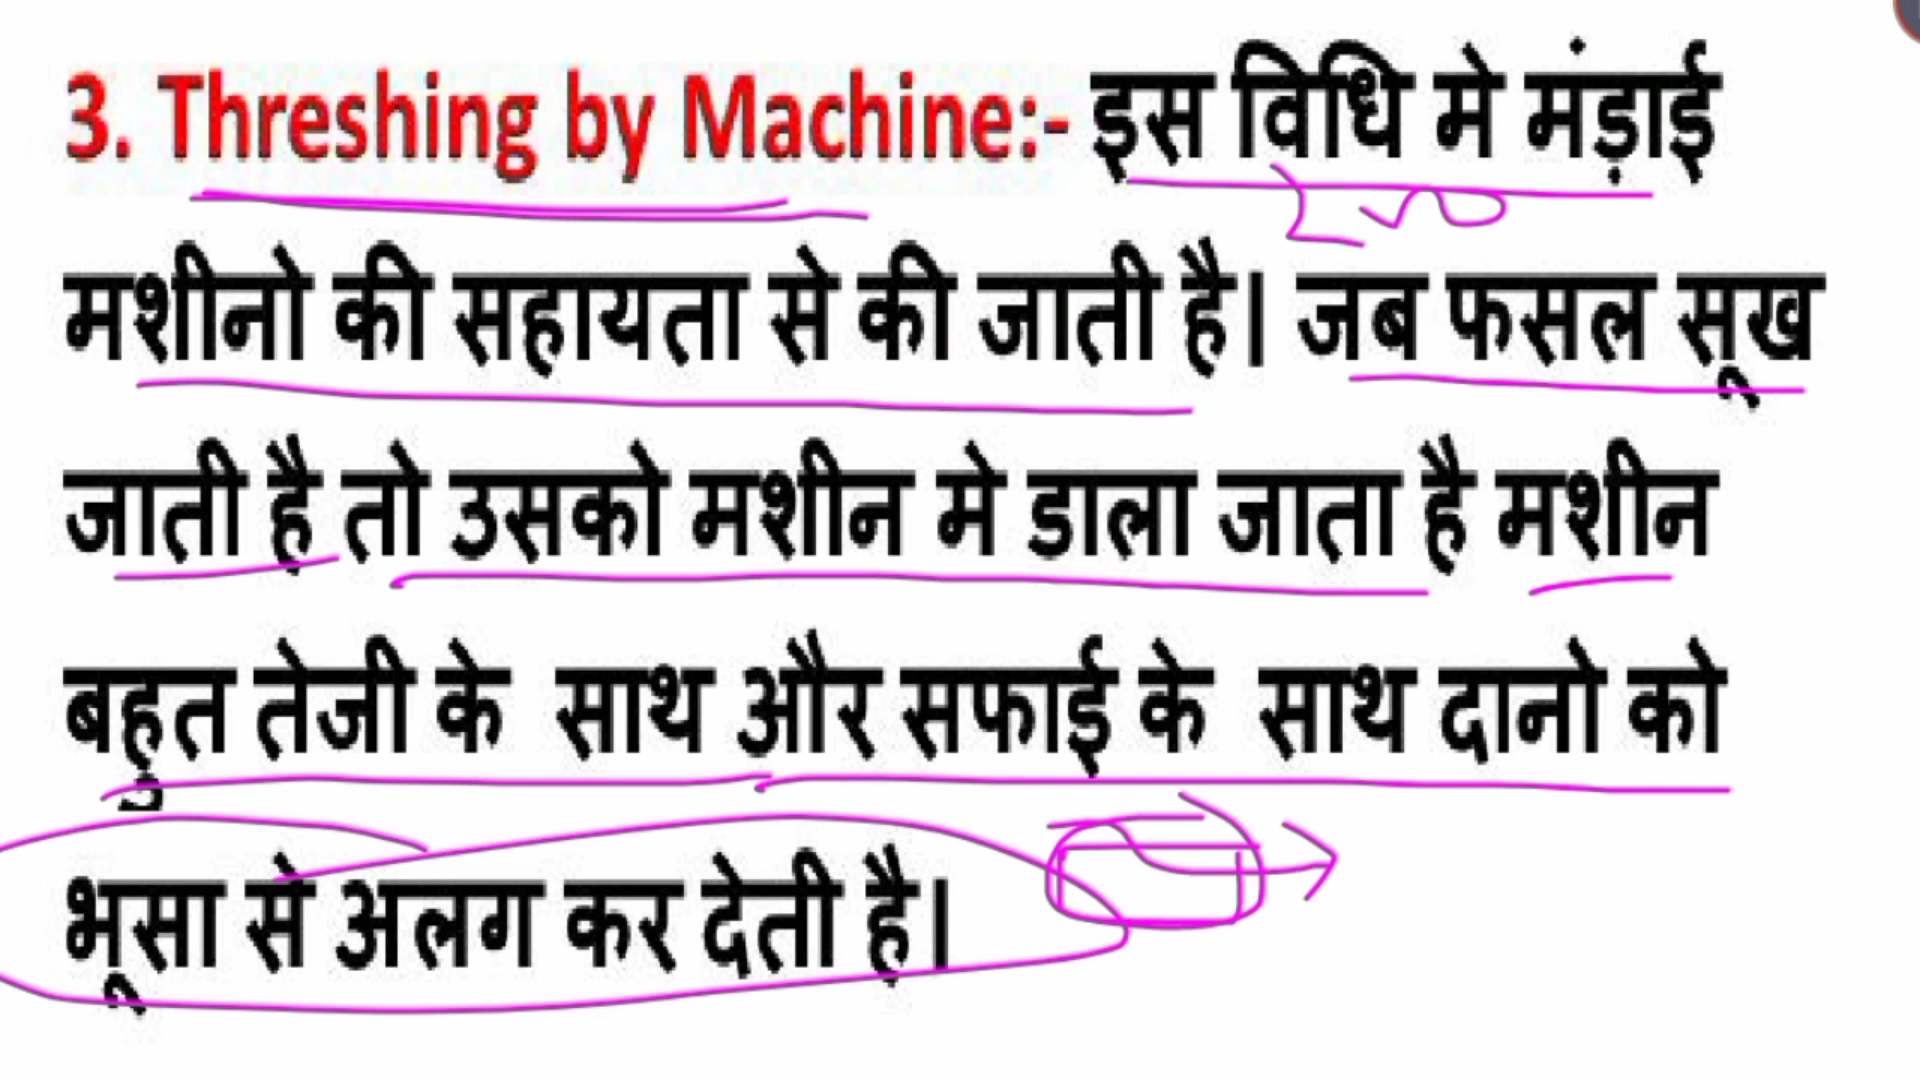 3. Threshing by Machine:- इस विधि मे मंड़ाई
मशीनो की सहायता से की जाती है। जब फसल सूख
जाती है तो उसको मशीन मे डाला जाता है मशीन
बहुत तेजी के साथ और सफाई के साथ दानो को
भूसा से अलग कर देती है।